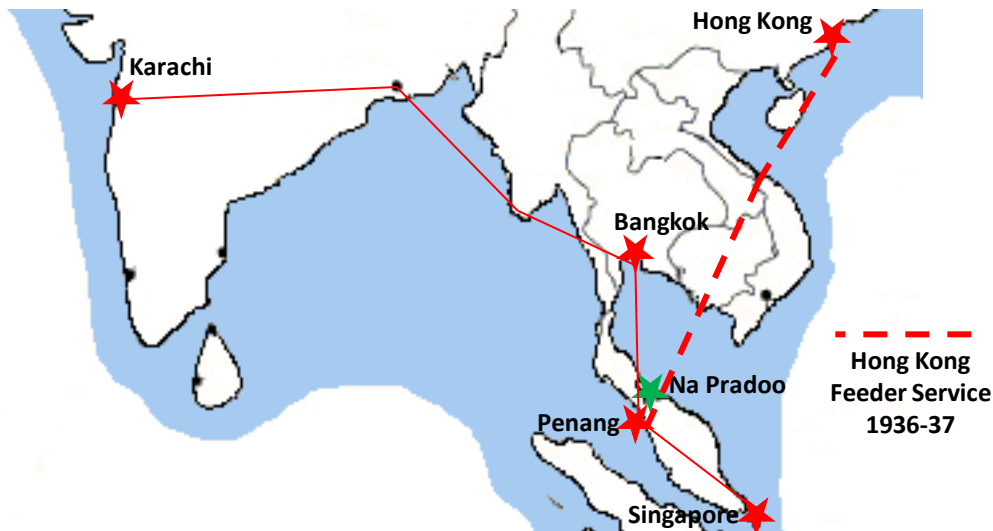 Hong Kong
Karachi
Bangkok
Na Pradoo
Hong Kong
Feeder Service
1936-37
Penang
Singapore